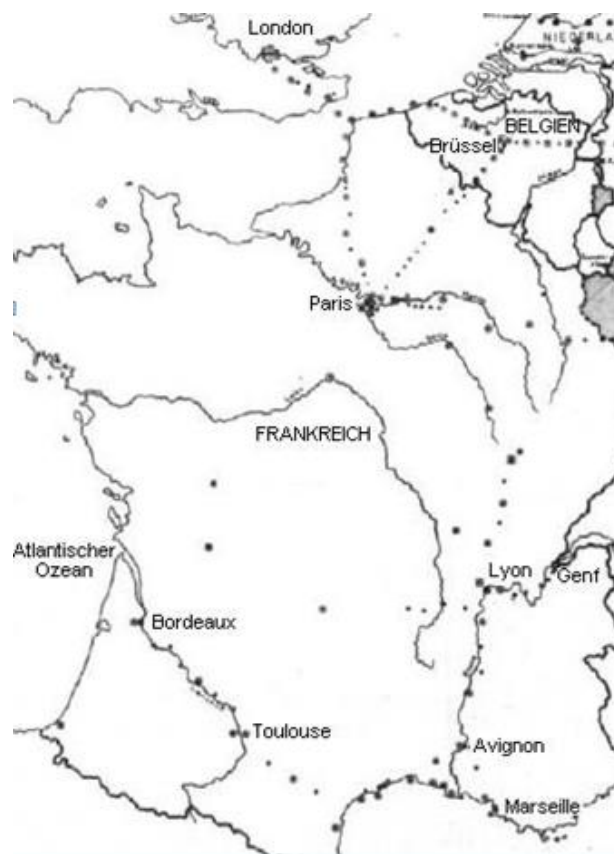 London
NIEDERLA
BELGIEN
Brüssel
Paris
FRANKREICH
Atlantischer
Ozean
Lyon
Genf
Bordeaux
Toulouse
Avignon
Marseille